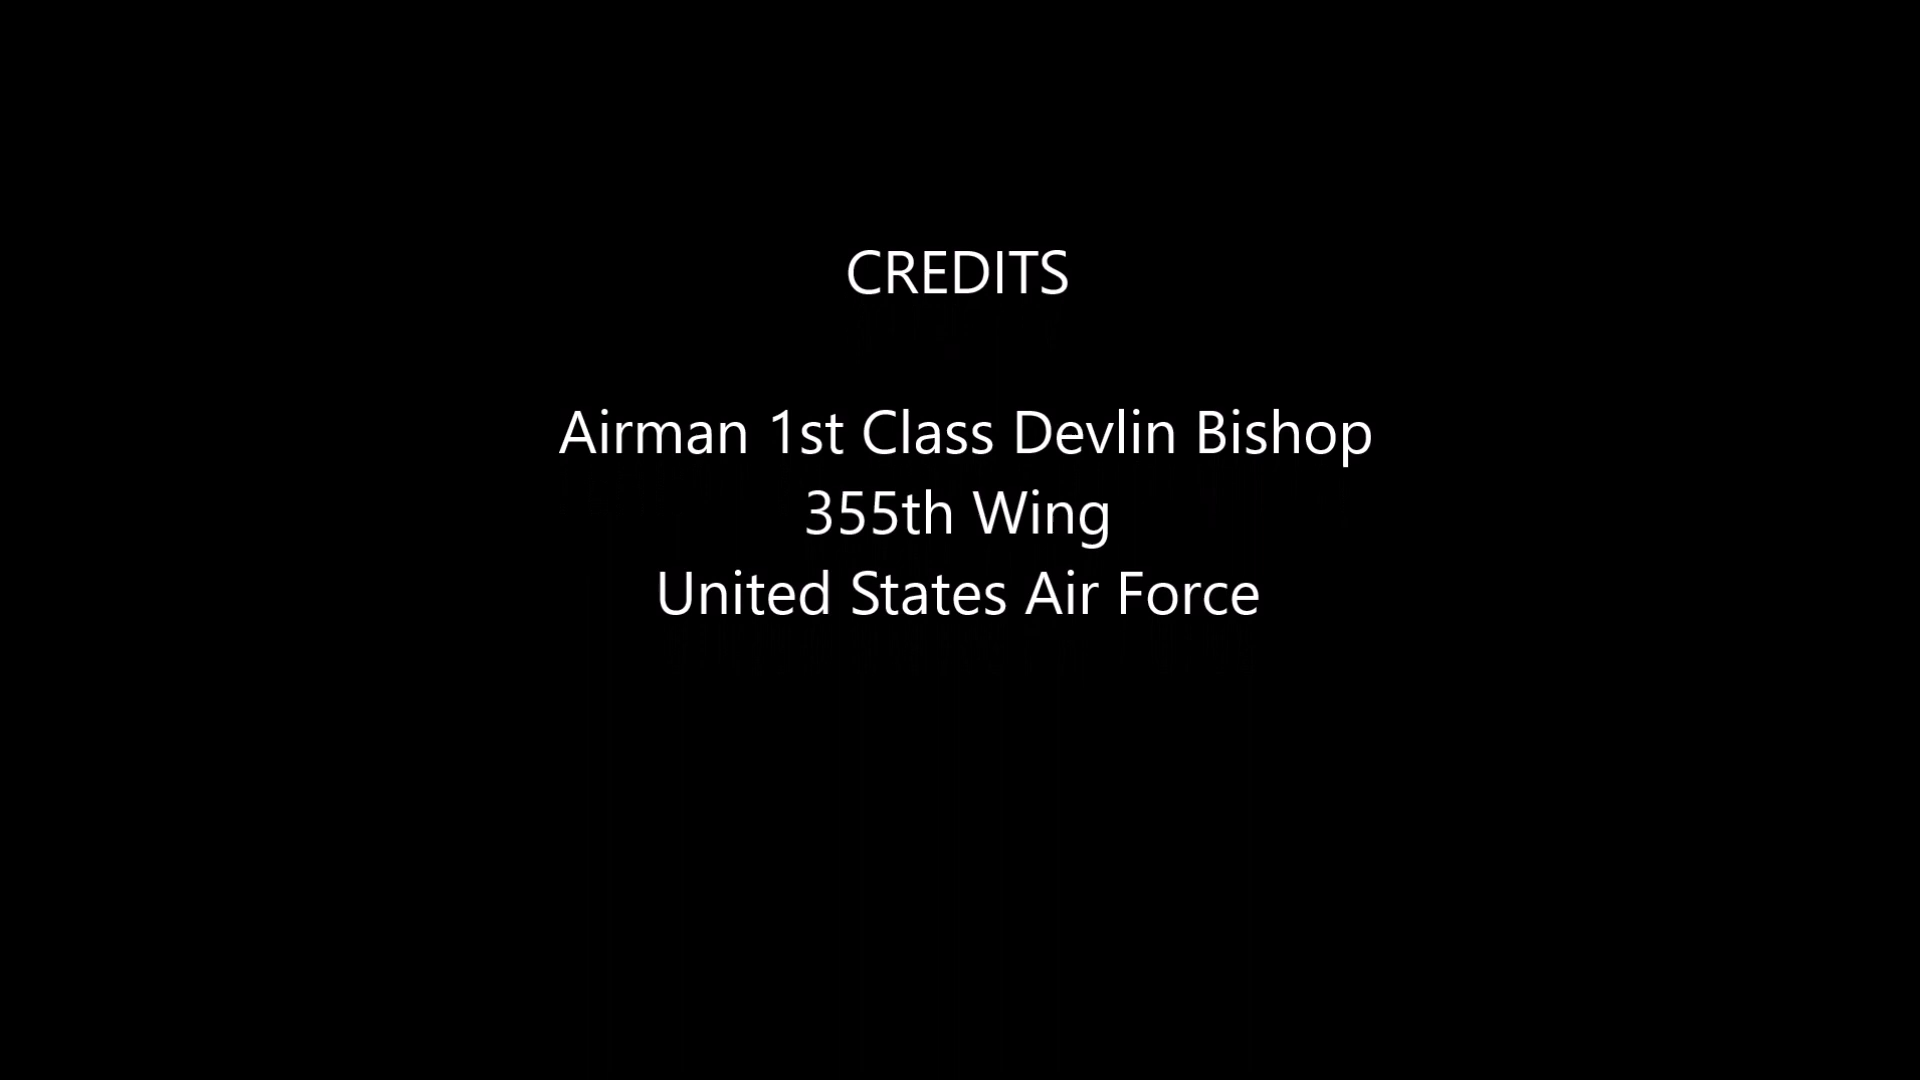 CREDITS
Airman 1st Class Devlin Bishop
355th Wing
United States Air Force